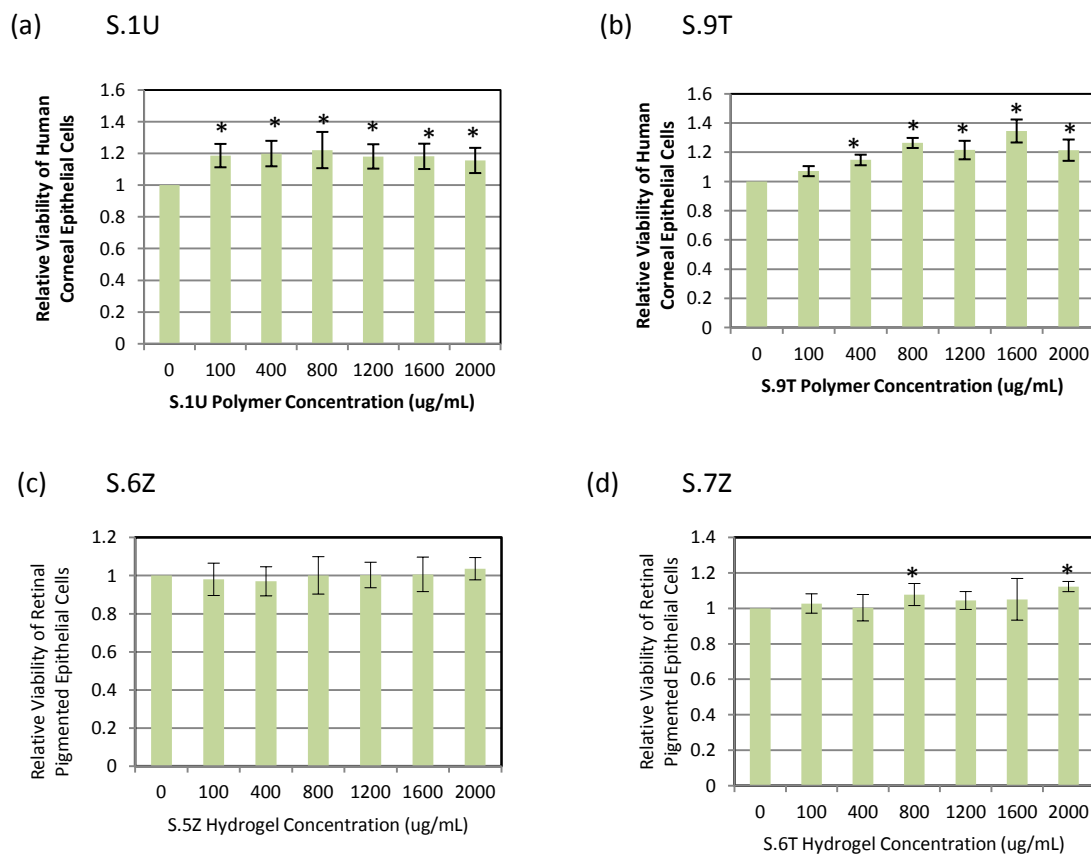 (a) S.1U
Relative Viability of Human
Corneal Epithelial Cells
1.6
1.4
1.2
1
0.8
0.6
0.4
0.2
0
* * * * * *
0 100 400 800 1200 1600 2000
S.1U Polymer Concentration (ug/mL)
(b) S.9T
Relative Viability of Human
Corneal Epithelial Cells
1.6
1.4
1.2
1
0.8
0.6
0.4
0.2
0
* * * * *
0 100 400 800 1200 1600 2000
S.9T Polymer Concentration (ug/mL)
(c) S.6Z
Relative Viability of Retinal
Pigmented Epithelial Cells
1.2
1
0.8
0.6
0.4
0.2
0
0 100 400 800 1200 1600 2000
S.5Z Hydrogel Concentration (ug/mL)
(d) S.7Z
Relative Viability of Retinal
Pigmented Epithelial Cells
1.4
1.2
1
0.8
0.6
0.4
0.2
0
* *
0 100 400 800 1200 1600 2000
S.6T Hydrogel Concentration (ug/mL)